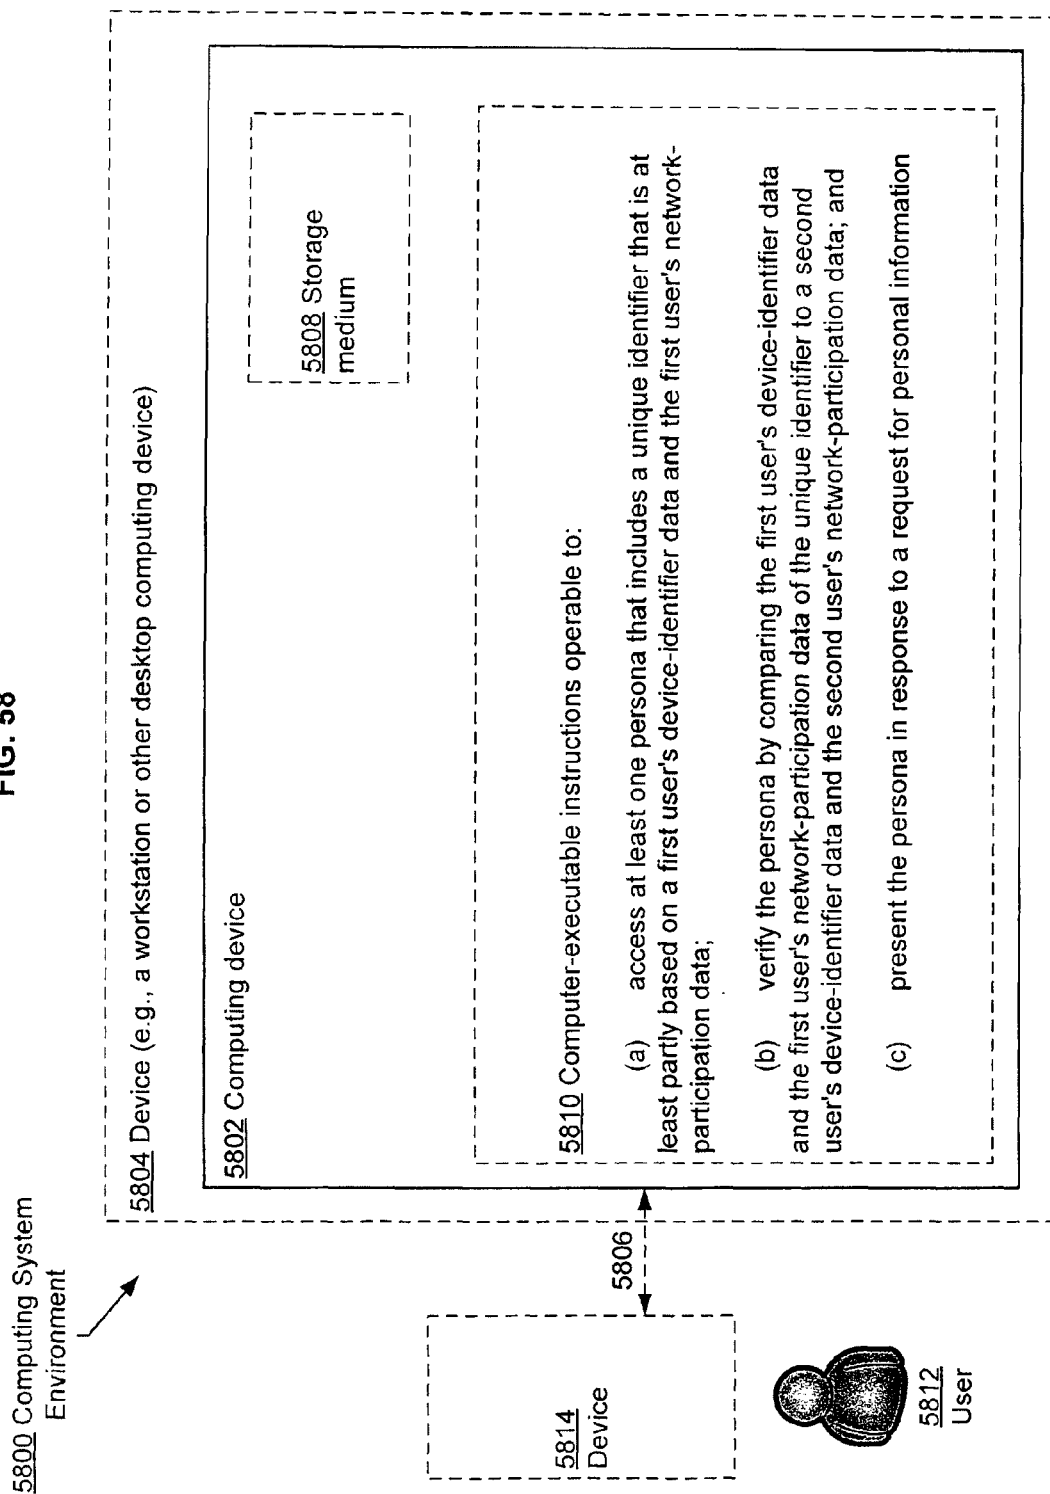 FIG. 58
5800 Computing System
Environment
5804 Device (e.g., a workstation or other desktop computing device)
5802 Computing device
5808 Storage
medium
5810 Computer-executable instructions operable to:
(a) access at least one persona that includes a unique identifier that is at
least partly based on a first user's device-identifier data and the first user's network-
participation data;
(b) verify the persona by comparing the first user's device-identifier data
and the first user's network-participation data of the unique identifier to a second
user's device-identifier data and the second user's network-participation data; and
(c) present the persona in response to a request for personal information
5806
5814
Device
5812
User